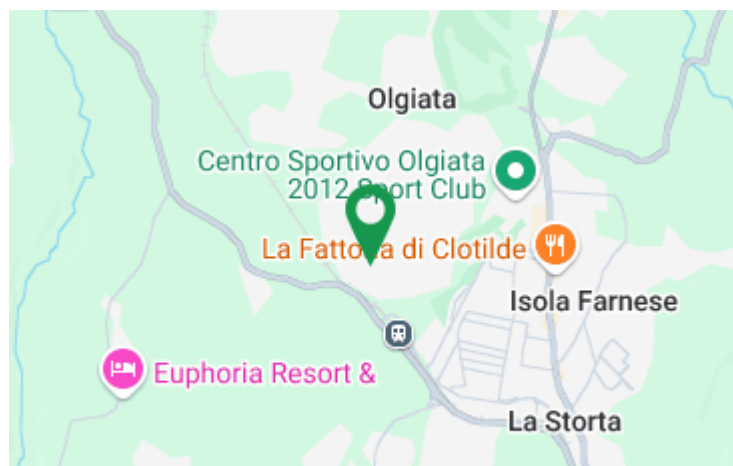 Olgiata
Centro Sportivo Olgiata
2012 Sport Club
La Fattoria di Clotilde
Isola Farnese
Euphoria Resort &
La Storta